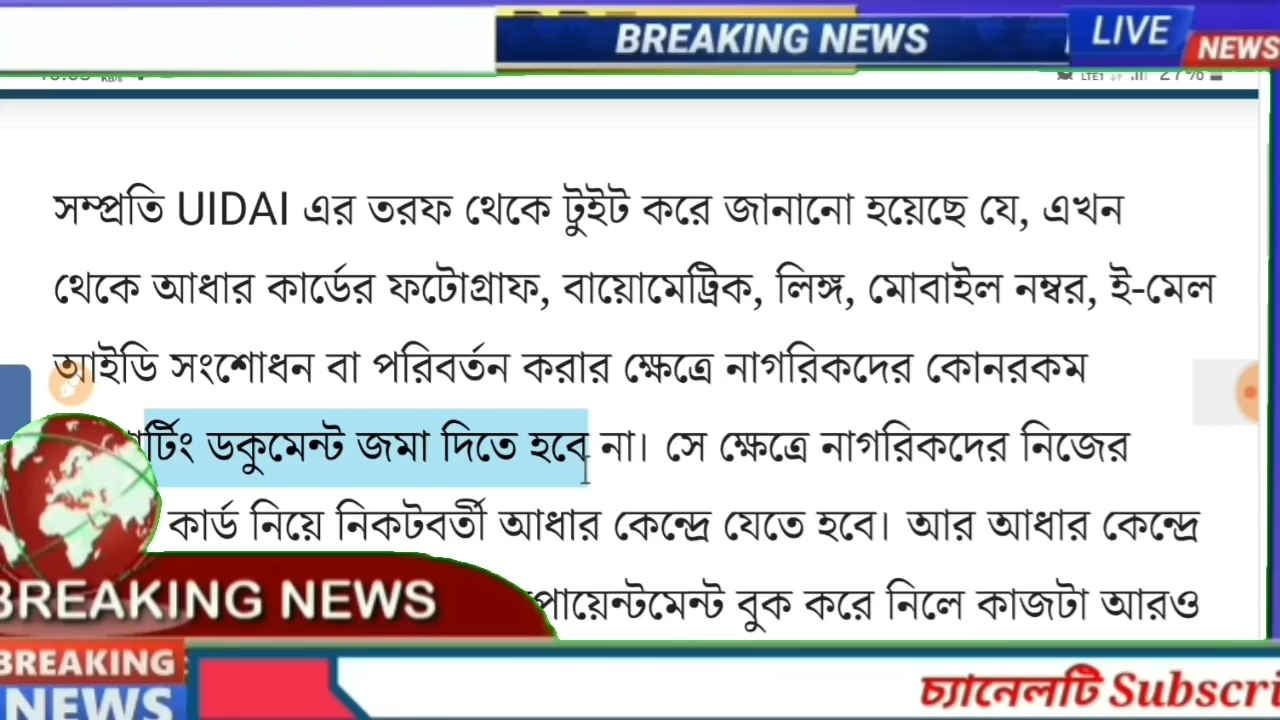 BREAKING NEWS
LIVE
NEWS
LTE1
27%
সম্প্রতি UIDAI এর তরফ থেকে টুইট করে জানানো হয়েছে যে, এখন
থেকে আধার কার্ডের ফটোগ্রাফ, বায়োমেট্রিক, লিঙ্গ, মোবাইল নম্বর, ই-মেল
আইডি সংশোধন বা পরিবর্তন করার ক্ষেত্রে নাগরিকদের কোনরকম
ডকুমেন্ট জমা দিতে হবে না। সে ক্ষেত্রে নাগরিকদের নিজের
কার্ড নিয়ে নিকটবর্তী আধার কেন্দ্রে যেতে হবে। আর আধার কেন্দ্রে
বুক করে নিলে কাজটা আরও
BREAKING NEWS
BREAKING
NEWS
চ্যানেলটি Subscri